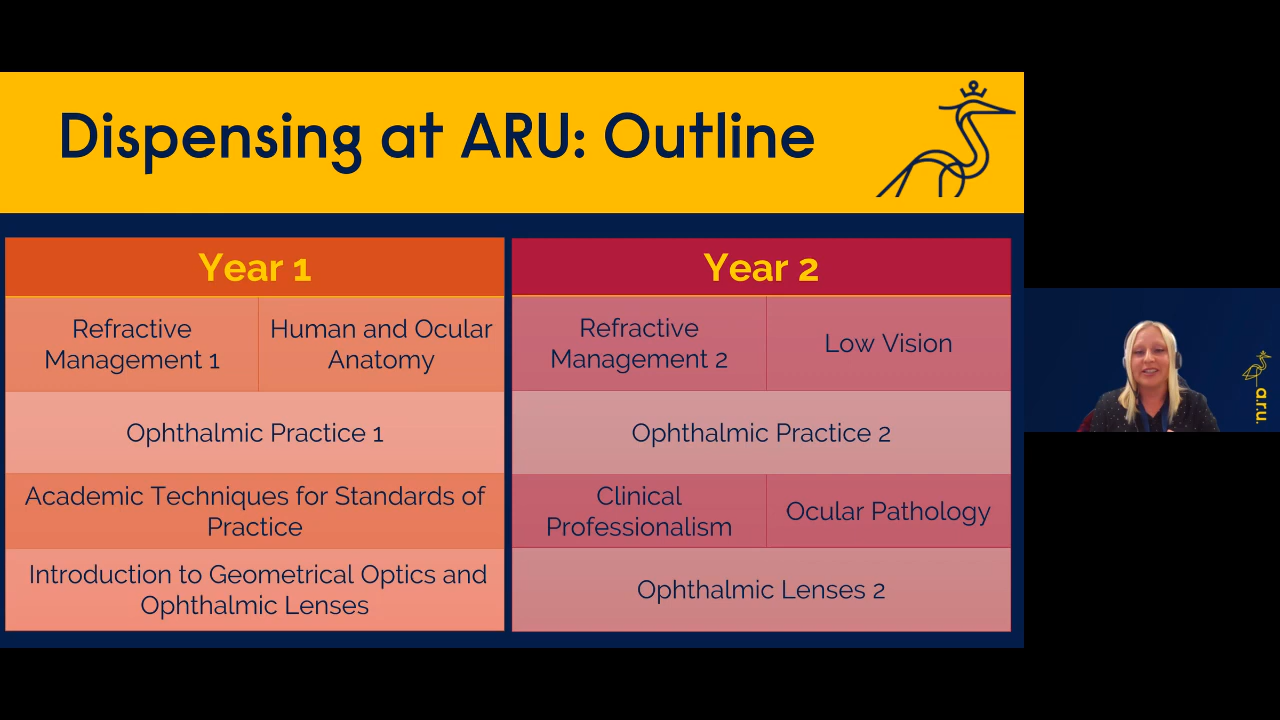 Dispensing at ARU: Outline
Year 1
Refractive
Management 1
Human and Ocular
Anatomy
Ophthalmic Practice 1
Academic Techniques for Standards of
Practice
Introduction to Geometrical Optics and
Ophthalmic Lenses
Year 2
Refractive
Management 2
Low Vision
Ophthalmic Practice 2
Clinical
Professionalism
Ocular Pathology
Ophthalmic Lenses 2
a.r.u.